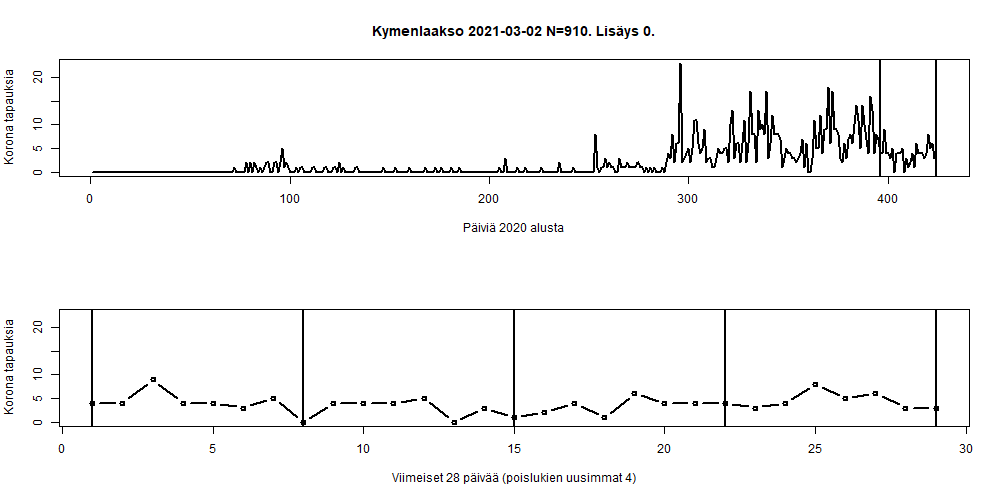 Kymenlaakso 2021-03-02 N=910. Lisäys 0.
Korona tapauksia
0 5 10 20
0 100 200 300 400
Päiviä 2020 alusta
Korona tapauksia
0 5 10 20
0 5 10 15 20 25 30
Viimeiset 28 päivää (poislukien uusimmat 4)